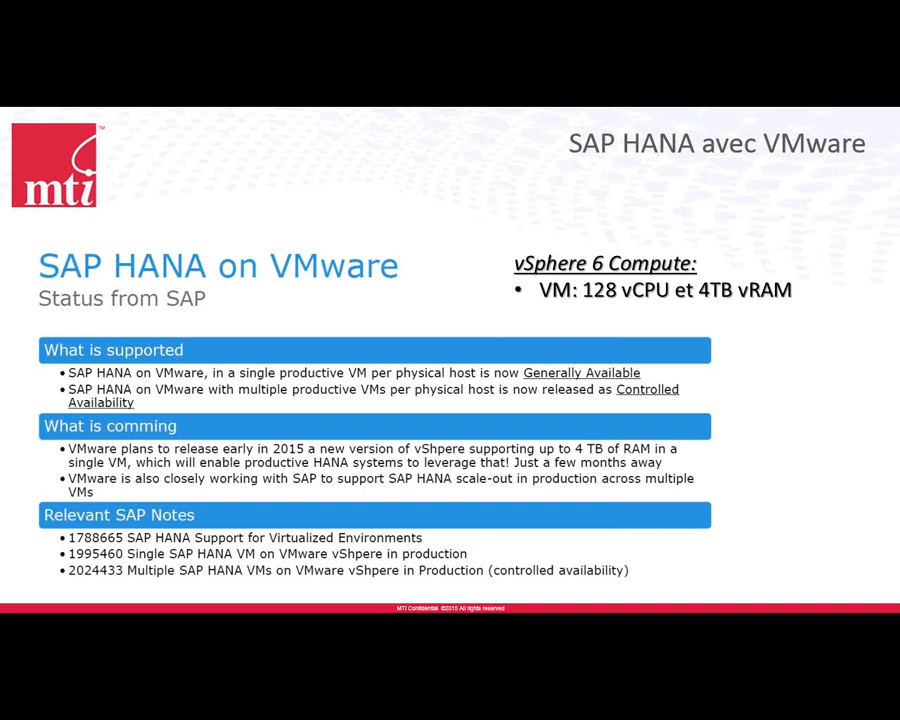 mti
TM
SAP HANA avec VMware
SAP HANA on VMware
Status from SAP
vSphere 6 Compute:
• VM: 128 vCPU et 4TB vRAM
What is supported
• SAP HANA on VMware, in a single productive VM per physical host is now Generally Available
• SAP HANA on VMware with multiple productive VMs per physical host is now released as Controlled
Availability
What is comming
• VMware plans to release early in 2015 a new version of vShpere supporting up to 4 TB of RAM in a
single VM, which will enable productive HANA systems to leverage that! Just a few months away
• VMware is also closely working with SAP to support SAP HANA scale-out in production across multiple
VMs
Relevant SAP Notes
• 1788665 SAP HANA Support for Virtualized Environments
• 1995460 Single SAP HANA VM on VMware vShpere in production
• 2024433 Multiple SAP HANA VMs on VMware vShpere in Production (controlled availability)
MTI Confidential ©2015 All rights reserved